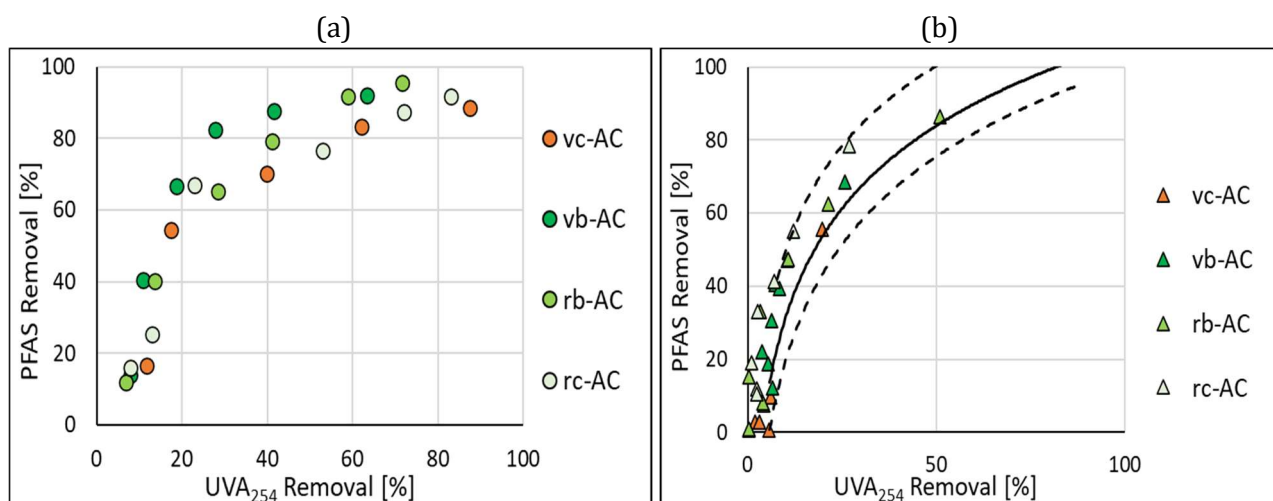 (a)
(b)
PFAS Removal [%]
100
80
60
40
20
0
0 20 40 60 80 100
UVA254 Removal [%]
vc-AC
vb-AC
rb-AC
rc-AC
PFAS Removal [%]
100
80
60
40
20
0
0 50 100
UVA254 Removal [%]
vc-AC
vb-AC
rb-AC
rc-AC